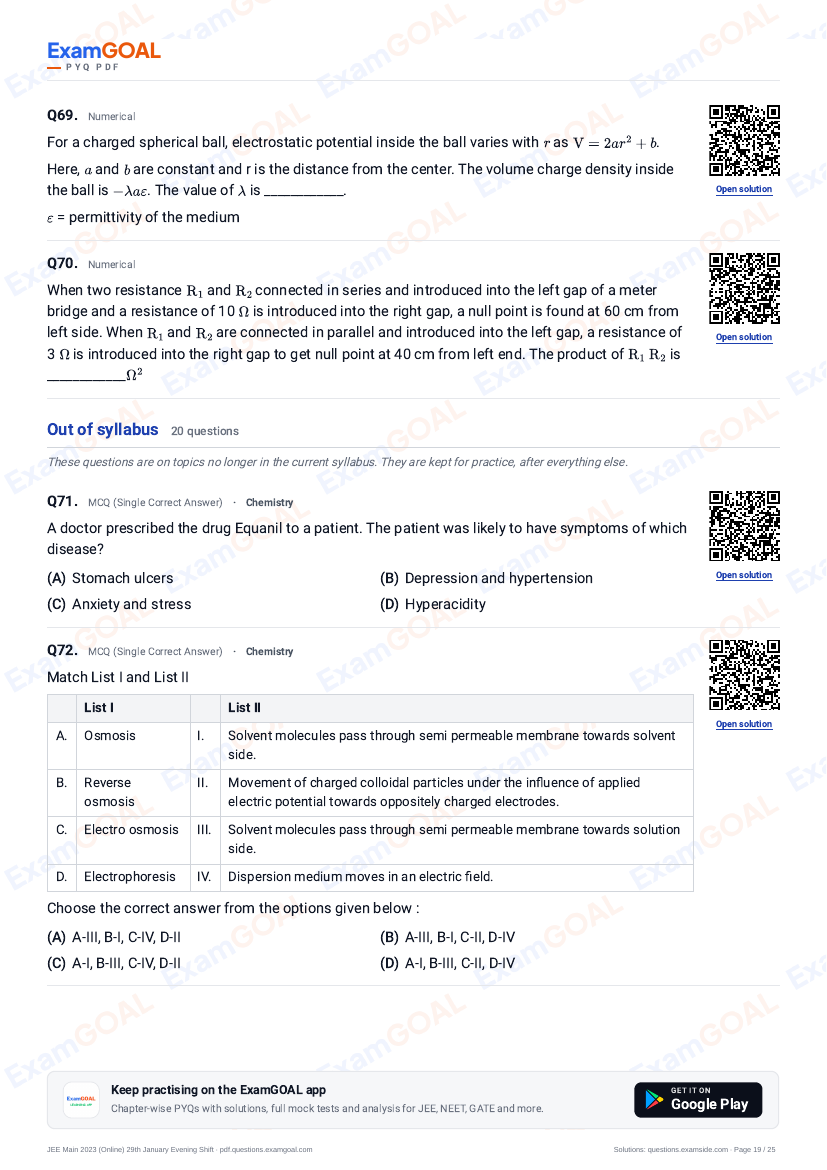 ExamGOAL
PYQ PDF
Q69. Numerical
For a charged spherical ball, electrostatic potential inside the ball varies with r as V = 2ar² + b.
Here, a and b are constant and r is the distance from the center. The volume charge density inside
the ball is −λaε. The value of λ is ____________.
ε = permittivity of the medium
Open solution
Q70. Numerical
When two resistance R₁ and R₂ connected in series and introduced into the left gap of a meter
bridge and a resistance of 10 Ω is introduced into the right gap, a null point is found at 60 cm from
left side. When R₁ and R₂ are connected in parallel and introduced into the left gap, a resistance of
3 Ω is introduced into the right gap to get null point at 40 cm from left end. The product of R₁ R₂ is
____________Ω²
Open solution
Out of syllabus 20 questions
These questions are on topics no longer in the current syllabus. They are kept for practice, after everything else.
Q71. MCQ (Single Correct Answer) · Chemistry
A doctor prescribed the drug Equanil to a patient. The patient was likely to have symptoms of which
disease?
(A) Stomach ulcers (B) Depression and hypertension
(C) Anxiety and stress (D) Hyperacidity
Open solution
Q72. MCQ (Single Correct Answer) · Chemistry
Match List I and List II
List I List II
A. Osmosis I. Solvent molecules pass through semi permeable membrane towards solvent
side.
B. Reverse II. Movement of charged colloidal particles under the influence of applied
osmosis electric potential towards oppositely charged electrodes.
C. Electro osmosis III. Solvent molecules pass through semi permeable membrane towards solution
side.
D. Electrophoresis IV. Dispersion medium moves in an electric field.
Choose the correct answer from the options given below :
(A) A-III, B-I, C-IV, D-II (B) A-III, B-I, C-II, D-IV
(C) A-I, B-III, C-IV, D-II (D) A-I, B-III, C-II, D-IV
Open solution
ExamGOAL
Keep practising on the ExamGOAL app
Chapter-wise PYQs with solutions, full mock tests and analysis for JEE, NEET, GATE and more.
GET IT ON
Google Play
JEE Main 2023 (Online) 29th January Evening Shift · pdf.questions.examgoal.com Solutions: questions.examside.com · Page 19 / 25